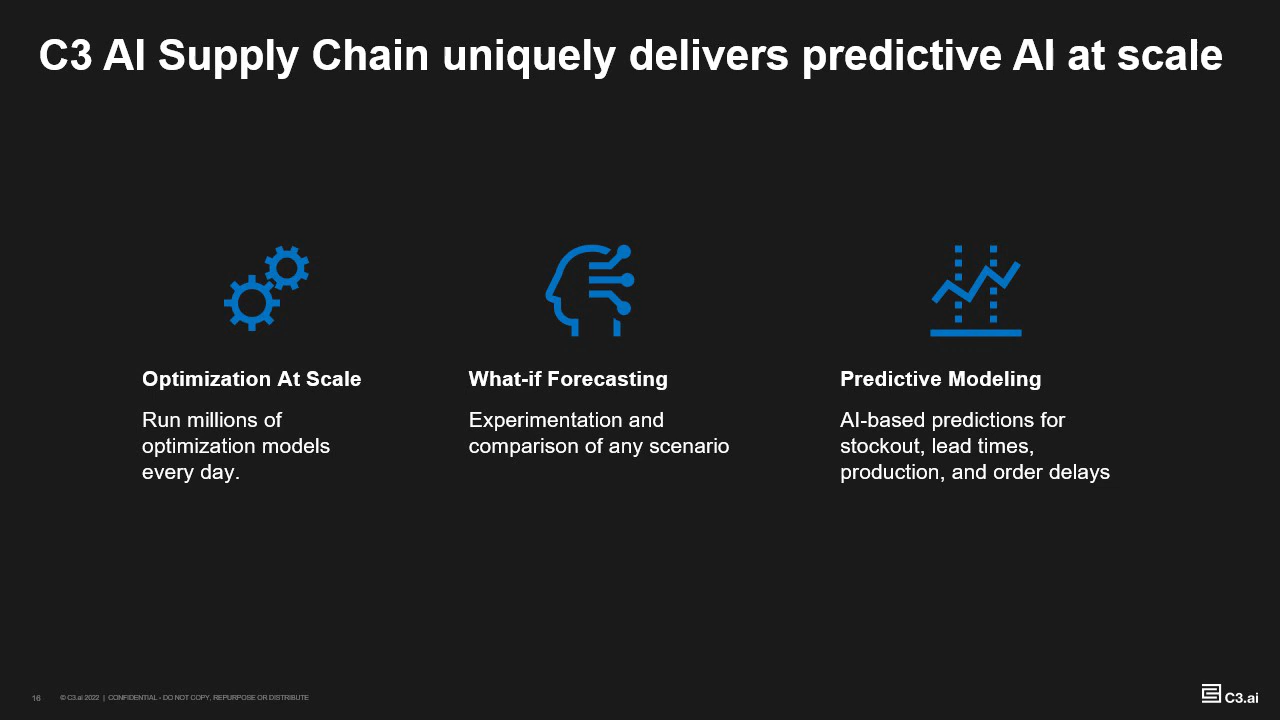 C3 AI Supply Chain uniquely delivers predictive AI at scale
Optimization At Scale
Run millions of
optimization models
every day.
What-if Forecasting
Experimentation and
comparison of any scenario
Predictive Modeling
AI-based predictions for
stockout, lead times,
production, and order delays
16
© C3.ai 2022 | CONFIDENTIAL - DO NOT COPY, REPURPOSE OR DISTRIBUTE
C3.ai